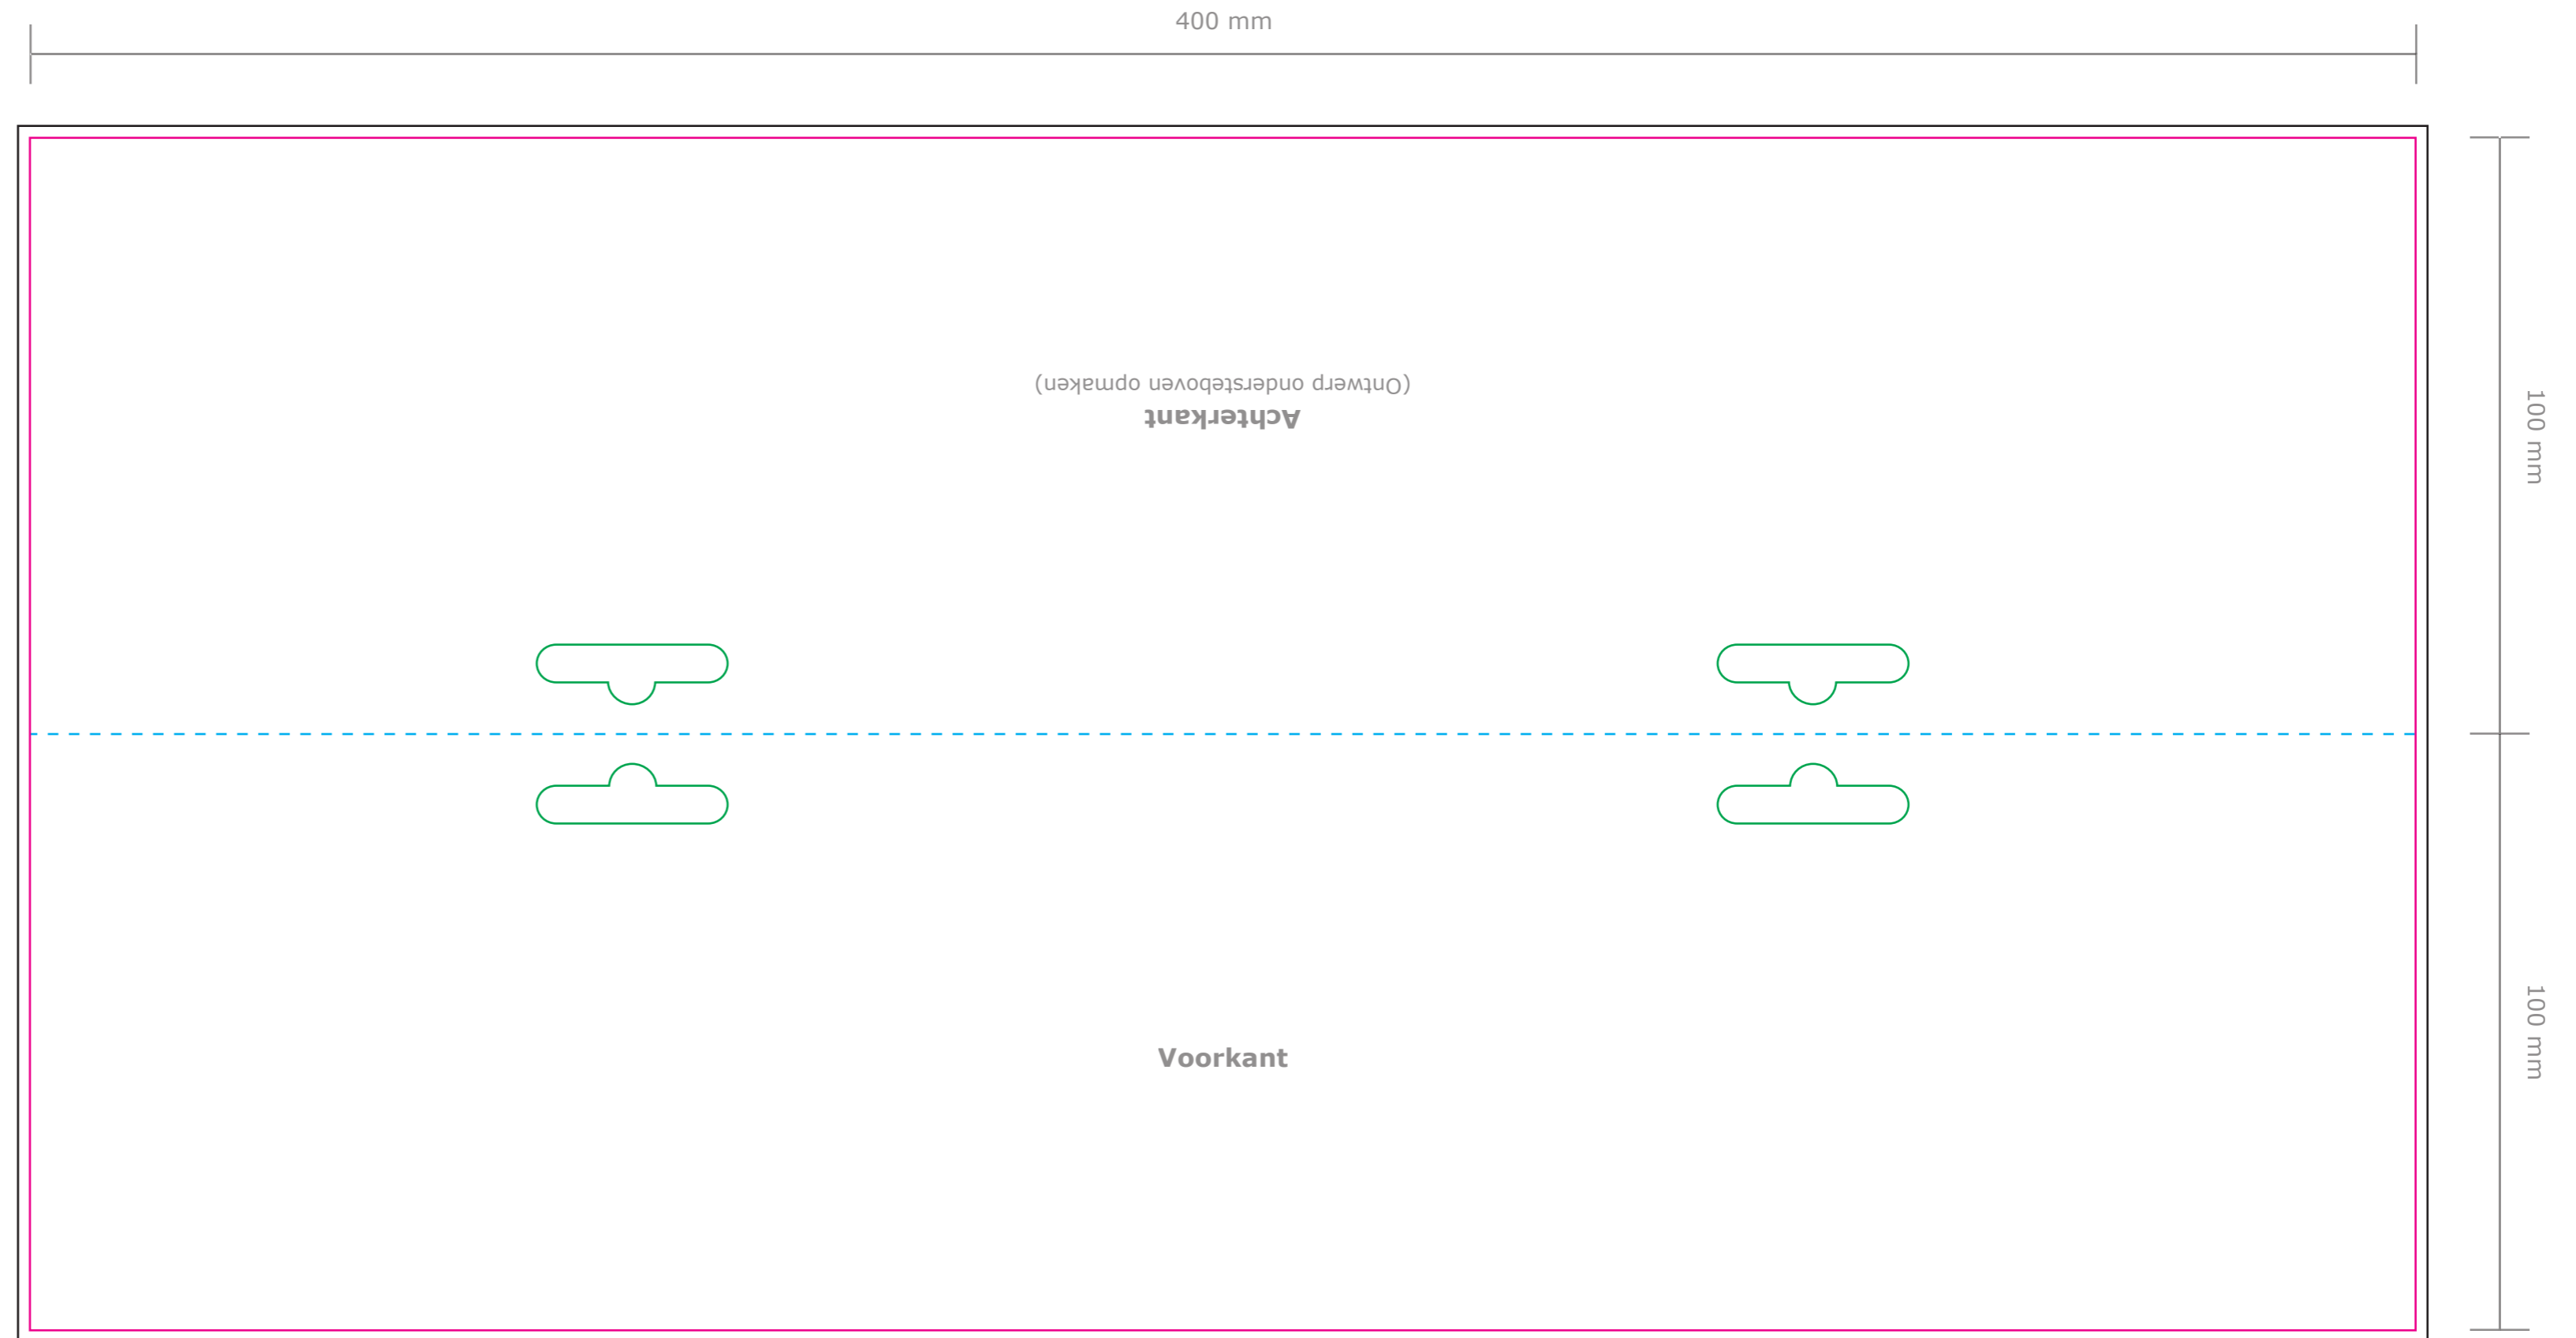 400 mm
Achterkant
(Ontwerp ondersteboven opmaken)
100 mm
Voorkant
100 mm